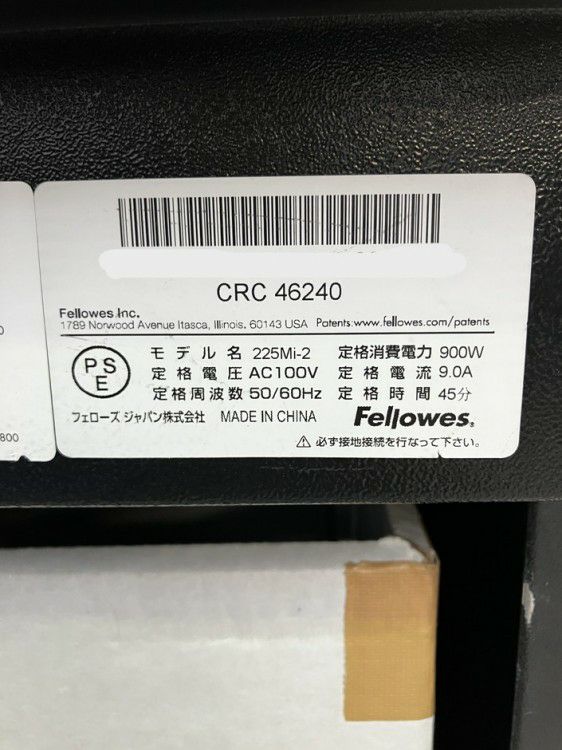 CRC 46240
Fellowes Inc.
1789 Norwood Avenue Itasca, Illinois. 60143 USA Patents:www.fellowes.com/patents
PSE
モデル名 225Mi-2 定格消費電力 900W
定格電圧 AC100V 定格電流 9.0A
定格周波数 50/60Hz 定格時間 45分
フェローズ ジャパン株式会社 MADE IN CHINA Fellowes.
⚠ 必ず接地接続を行なって下さい。
0
800